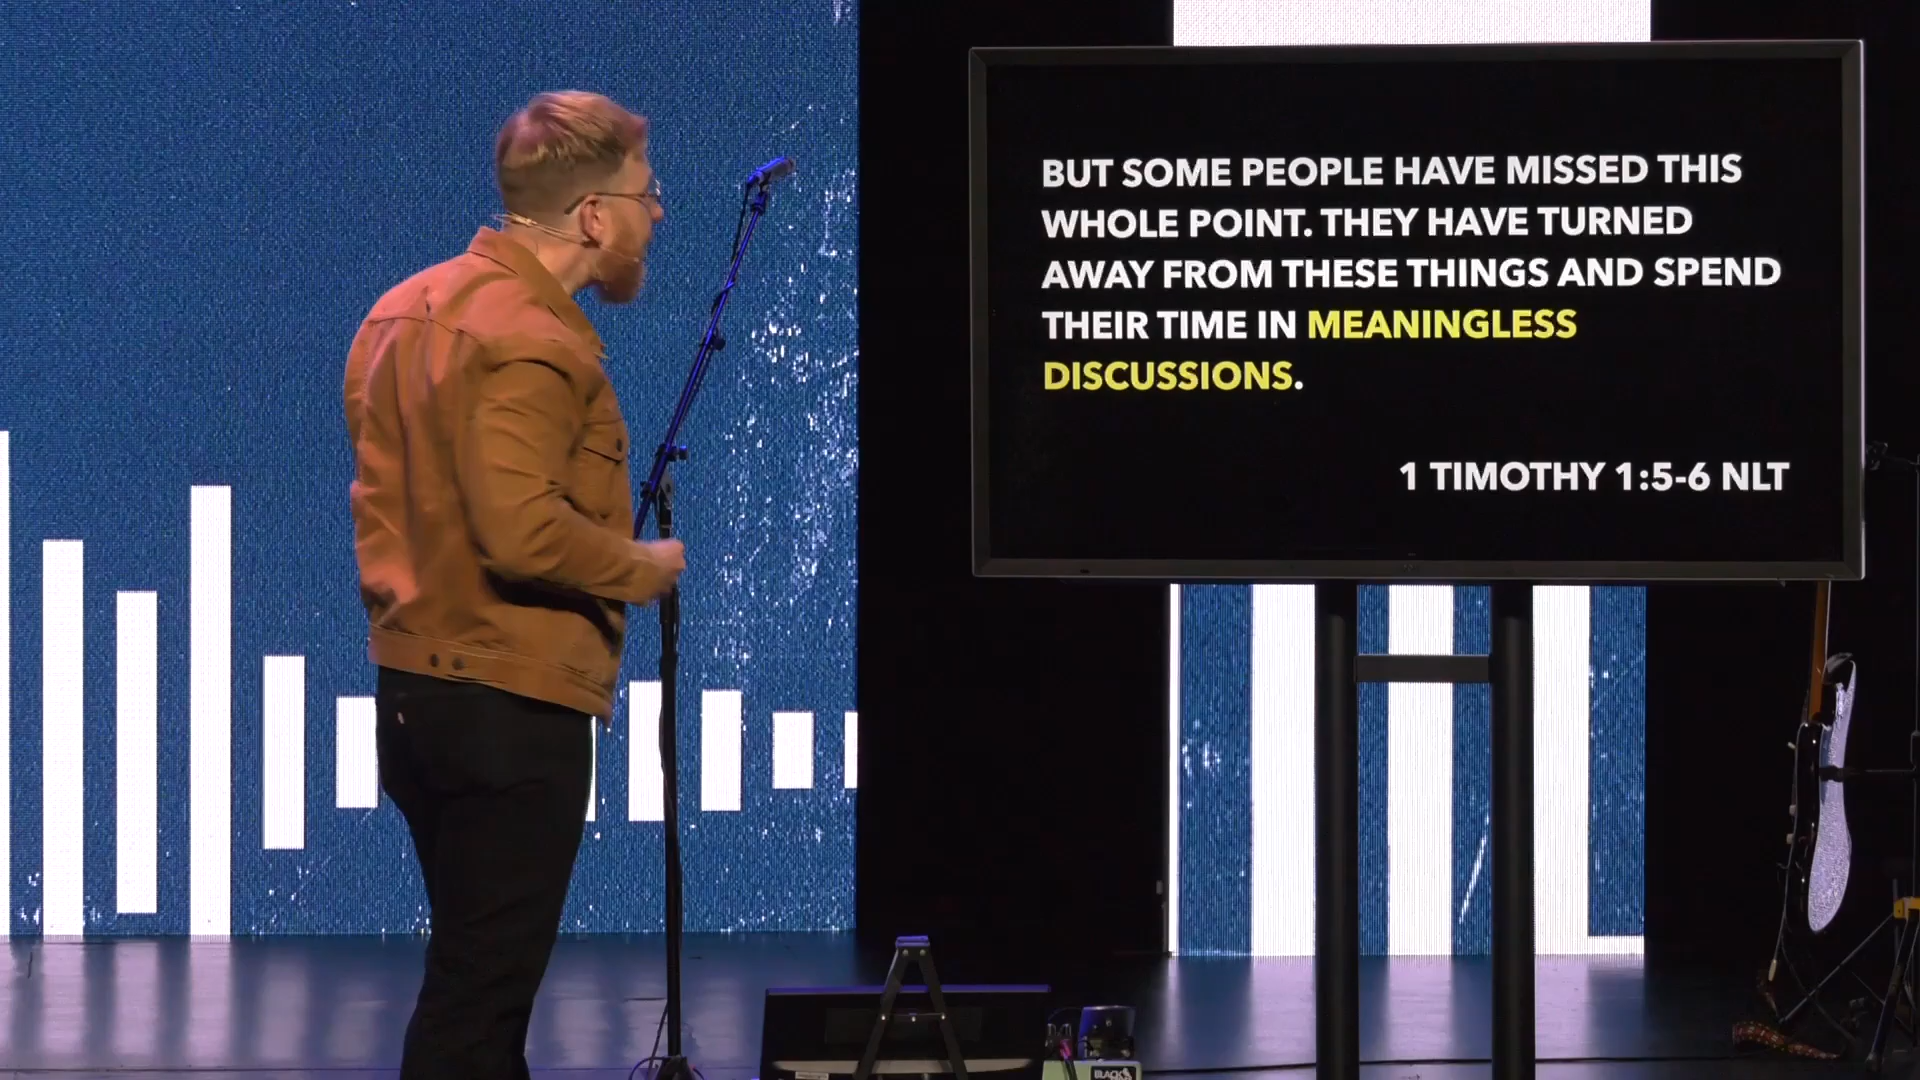 BUT SOME PEOPLE HAVE MISSED THIS
WHOLE POINT. THEY HAVE TURNED
AWAY FROM THESE THINGS AND SPEND
THEIR TIME IN MEANINGLESS
DISCUSSIONS.
1 TIMOTHY 1:5-6 NLT
BLACK